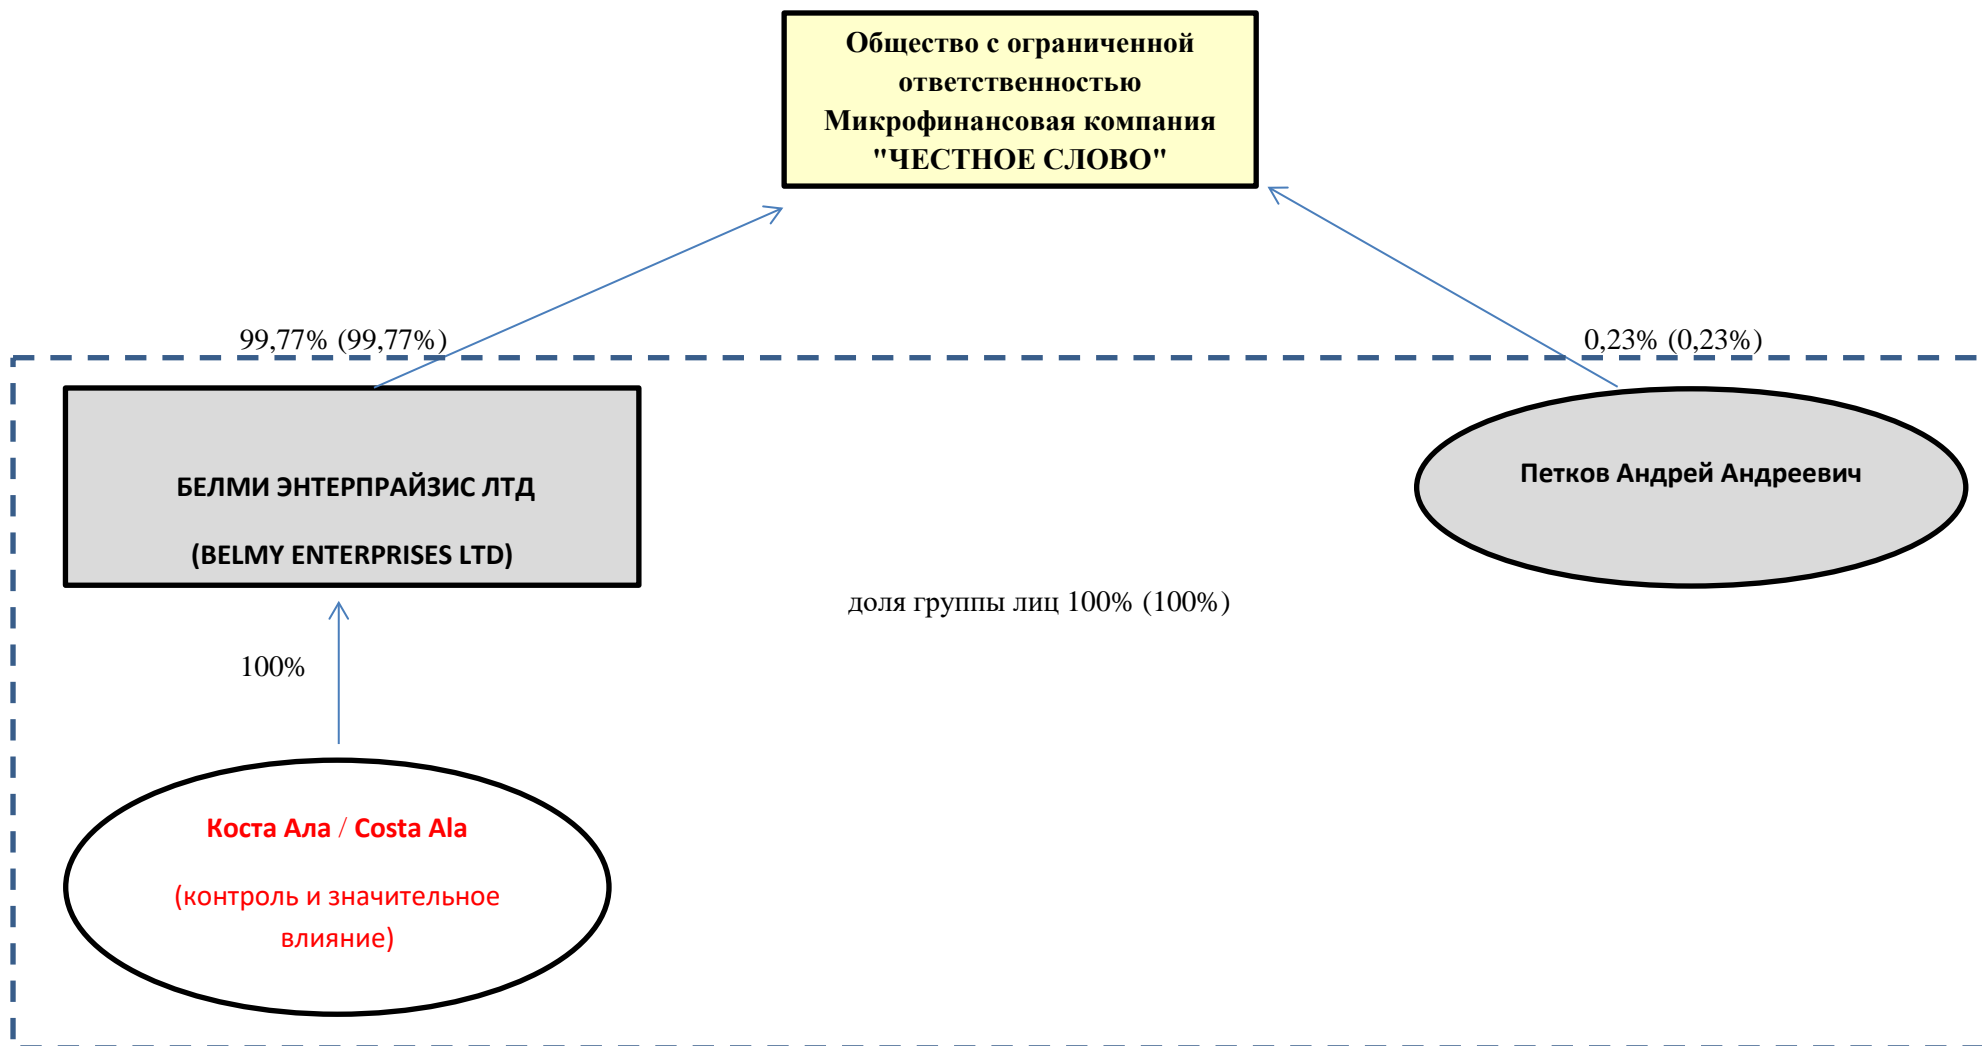 Общество с ограниченной
ответственностью
Микрофинансовая компания
"ЧЕСТНОЕ СЛОВО"
99,77% (99,77%)
0,23% (0,23%)
БЕЛМИ ЭНТЕРПРАЙЗИС ЛТД
(BELMY ENTERPRISES LTD)
Петков Андрей Андреевич
доля группы лиц 100% (100%)
100%
Коста Ала / Costa Ala
(контроль и значительное
влияние)